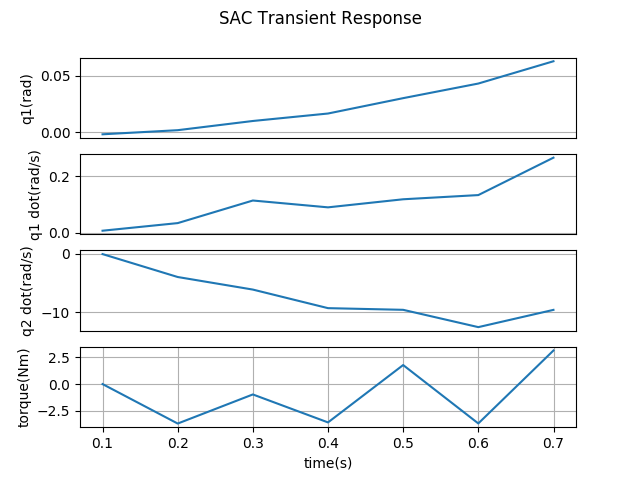 SAC Transient Response
0.05
0.00
q1(rad)
0.2
0.0
q1 dot(rad/s)
0
−10
q2 dot(rad/s)
2.5
0.0
−2.5
torque(Nm)
0.1 0.2 0.3 0.4 0.5 0.6 0.7
time(s)